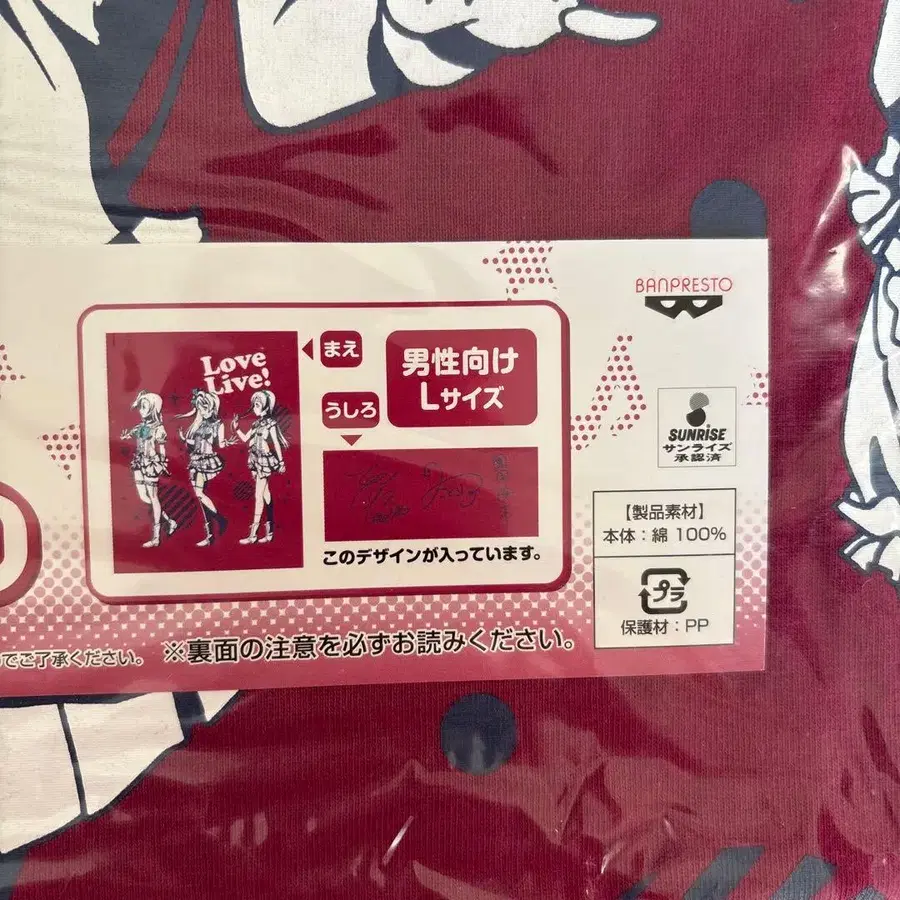 BANPRESTO
Love
Live!
まえ
男性向け
Lサイズ
うしろ
このデザインが入っています。
SUNRISE
サンライズ
承認済
【製品素材】
本体：綿 100%
プラ
保護材：PP
でご了承ください。 ※裏面の注意を必ずお読みください。